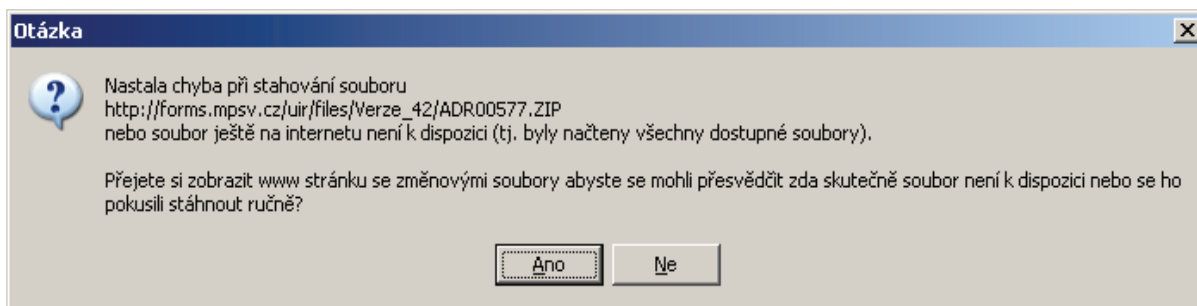 Otázka
Nastala chyba při stahování souboru
http://forms.mpsv.cz/uir/files/Verze_42/ADR00577.ZIP
nebo soubor ještě na internetu není k dispozici (tj. byly načteny všechny dostupné soubory).
Přejete si zobrazit www stránku se změnovými soubory abyste se mohli přesvědčit zda skutečně soubor není k dispozici nebo se ho
pokusili stáhnout ručně?
Ano
Ne